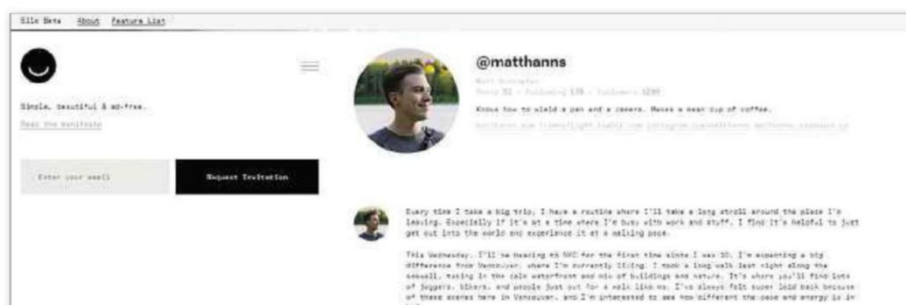 Ello Beta About Feature List
@matthanns
Simple, beautiful & ad-free.
Posts 52 Following 138 Followers
Knows how to wield a pen and a camera. Makes a mean cup of coffee.
Read the manifesto
Enter your email
Request Invitation
Every time I take a big trip, I have a routine where I'll take a long stroll around the place I'm
leaving. Especially if it's at a time where I'm busy with work and stuff. I find it's helpful to just
get out into the world and experience it at a walking pace.
This Wednesday, I'll be heading to NYC for the first time since I was 10. I'm expecting a big
difference from Vancouver, where I'm currently living. I took a long walk last night along the
seawall, taking in the calm waterfront and mix of buildings and nature. It's where you'll find lots
of joggers, bikers, and people just out for a walk like me. I've always felt super laid back because
of these scenes here in Vancouver, and I'm interested to see how different the pace and energy is in